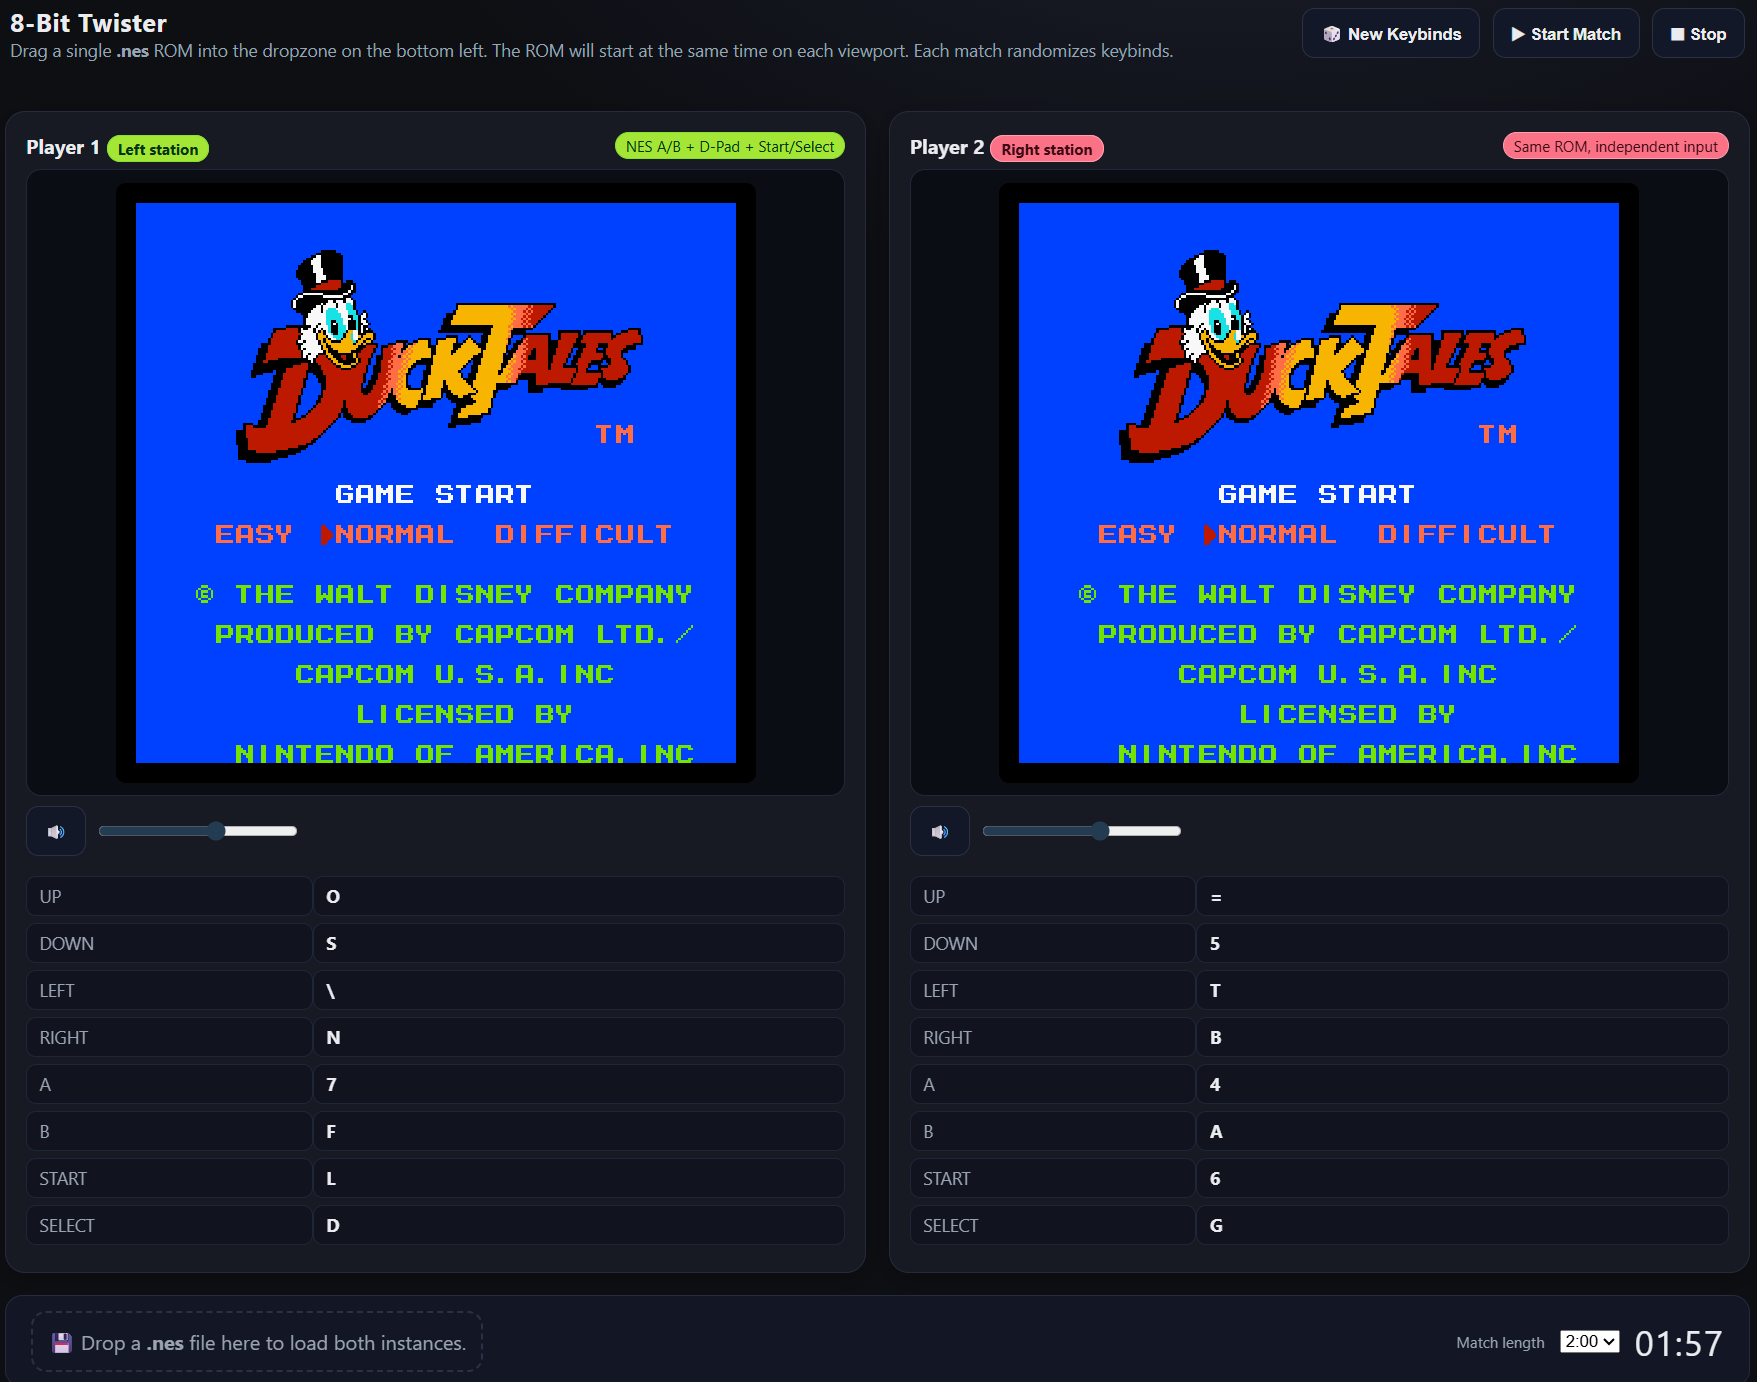 8-Bit Twister
Drag a single .nes ROM into the dropzone on the bottom left. The ROM will start at the same time on each viewport. Each match randomizes keybinds.
New Keybinds
Start Match
Stop
Player 1 Left station
NES A/B + D-Pad + Start/Select
DUCKTALES
TM
GAME START
EASY NORMAL DIFFICULT
© THE WALT DISNEY COMPANY
PRODUCED BY CAPCOM LTD./
CAPCOM U.S.A.INC
LICENSED BY
NINTENDO OF AMERICA.INC
UP O
DOWN S
LEFT \
RIGHT N
A 7
B F
START L
SELECT D
Player 2 Right station
Same ROM, independent input
DUCKTALES
TM
GAME START
EASY NORMAL DIFFICULT
© THE WALT DISNEY COMPANY
PRODUCED BY CAPCOM LTD./
CAPCOM U.S.A.INC
LICENSED BY
NINTENDO OF AMERICA.INC
UP =
DOWN 5
LEFT T
RIGHT B
A 4
B A
START 6
SELECT G
Drop a .nes file here to load both instances.
Match length 2:00 01:57